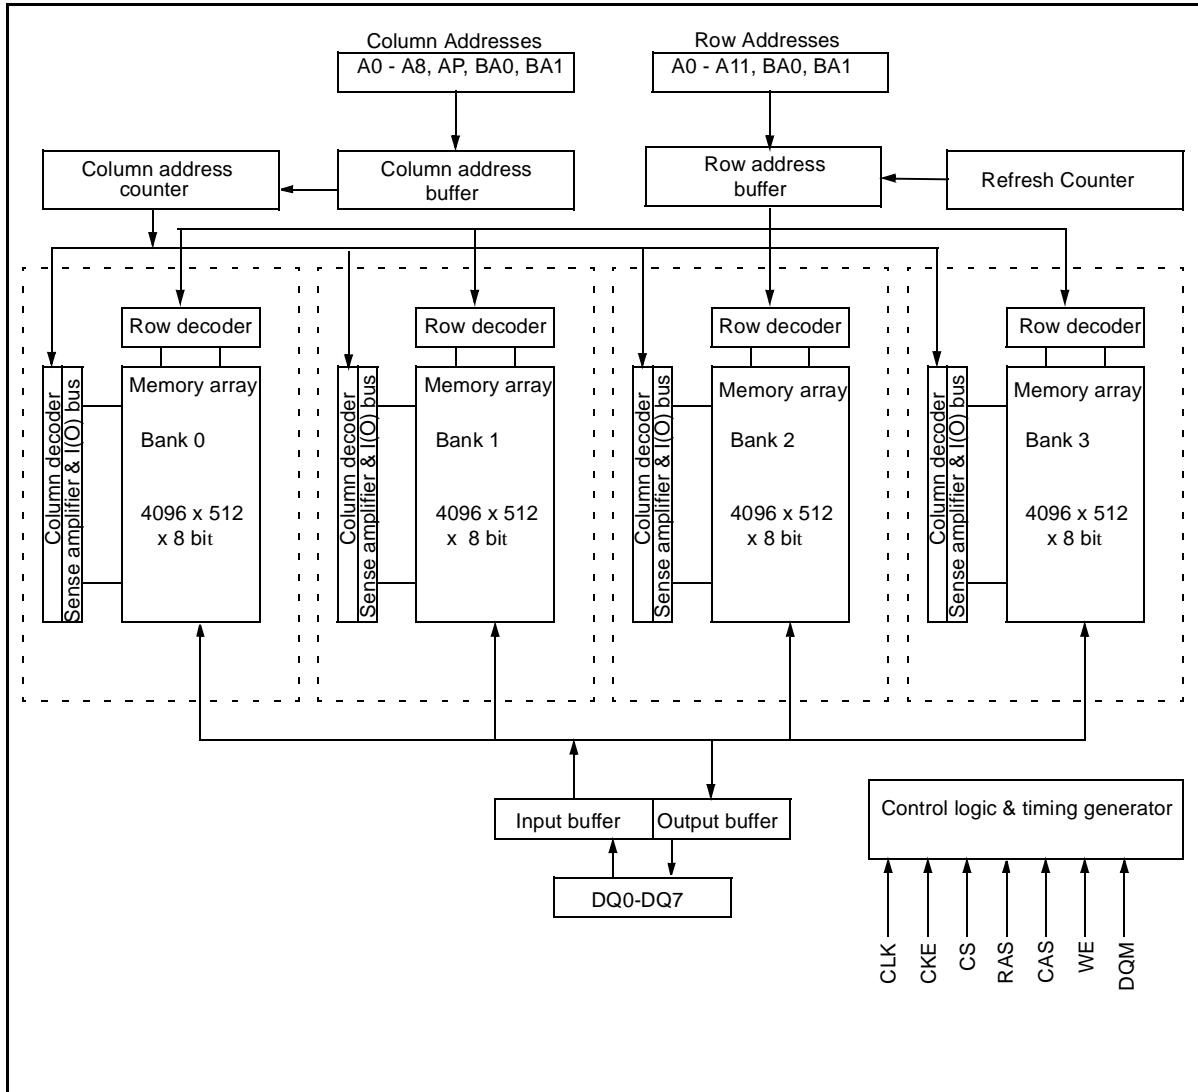 Column Addresses
A0 - A8, AP, BA0, BA1
Row Addresses
A0 - A11, BA0, BA1
Column address
counter
Column address
buffer
Row address
buffer
Refresh Counter
Row decoder
Row decoder
Row decoder
Row decoder
Column decoder
Sense amplifier & I(O) bus
Memory array
Bank 0
4096 x 512
x 8 bit
Column decoder
Sense amplifier & I(O) bus
Memory array
Bank 1
4096 x 512
x 8 bit
Column decoder
Sense amplifier & I(O) bus
Memory array
Bank 2
4096 x 512
x 8 bit
Column decoder
Sense amplifier & I(O) bus
Memory array
Bank 3
4096 x 512
x 8 bit
Input buffer
Output buffer
DQ0-DQ7
Control logic & timing generator
CLK
CKE
CS
RAS
CAS
WE
DQM